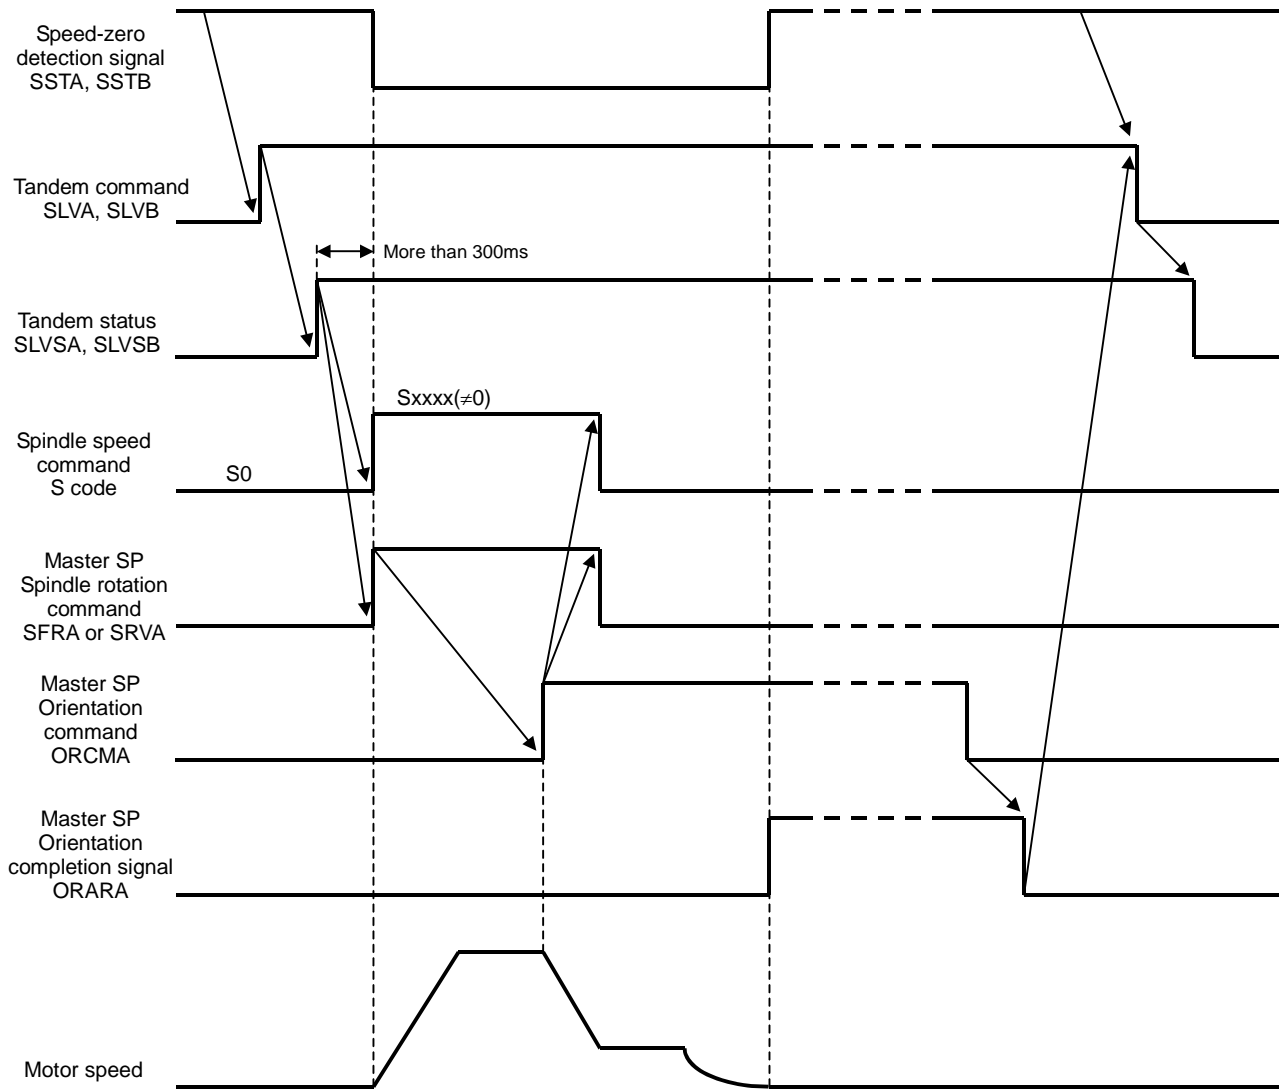 Speed-zero
detection signal
SSTA, SSTB
Tandem command
SLVA, SLVB
More than 300ms
Tandem status
SLVSA, SLVSB
Sxxxx(≠0)
Spindle speed
command
S code
S0
Master SP
Spindle rotation
command
SFRA or SRVA
Master SP
Orientation
command
ORCMA
Master SP
Orientation
completion signal
ORARA
Motor speed